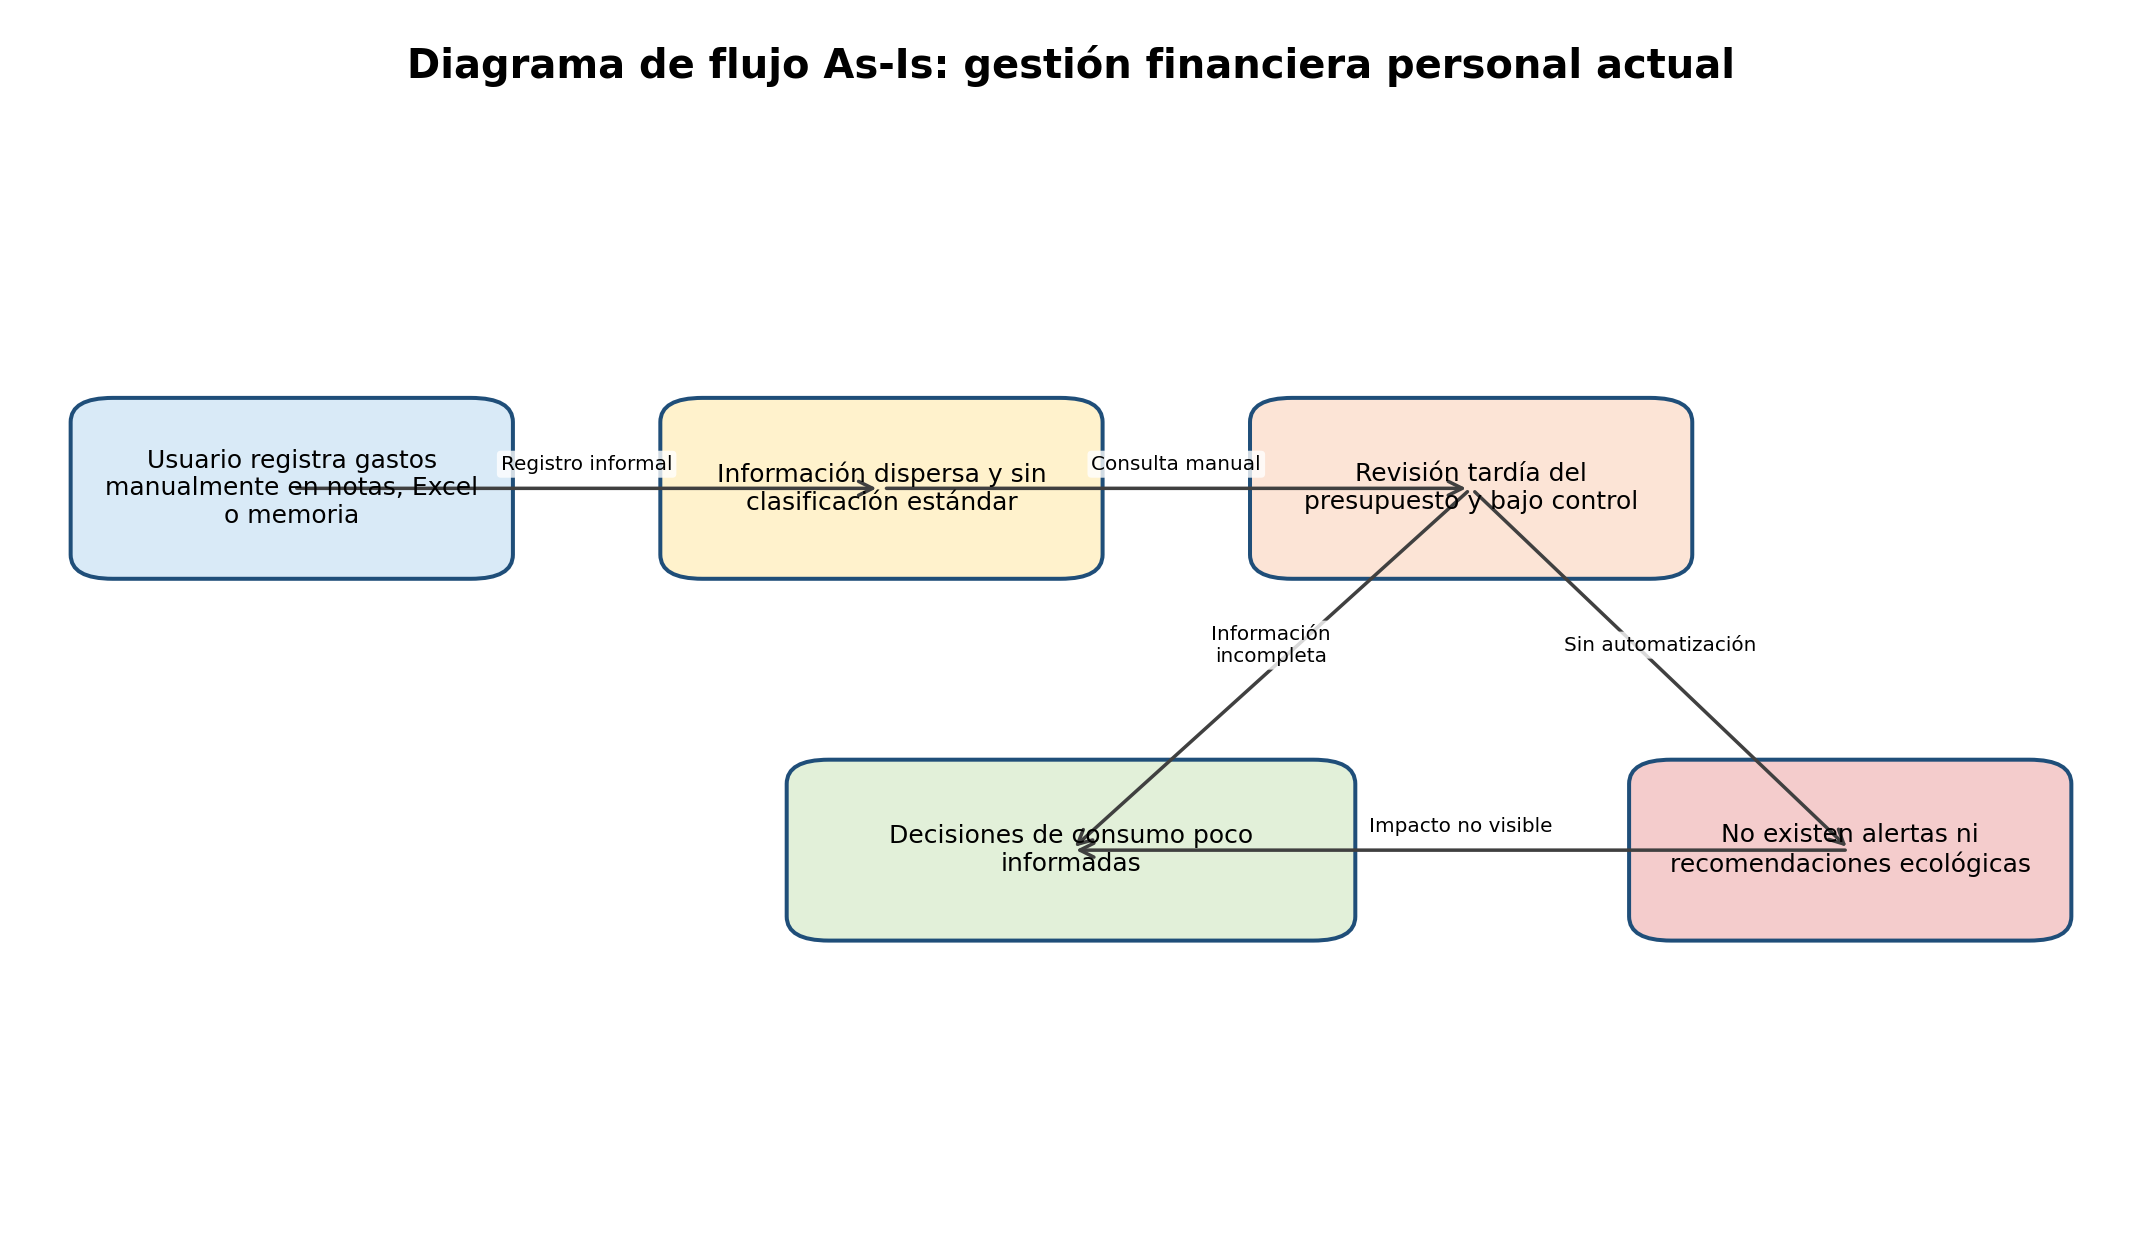 Diagrama de flujo As-Is: gestión financiera personal actual
Usuario registra gastos
manualmente en notas, Excel
o memoria
Registro informal
Información dispersa y sin
clasificación estándar
Consulta manual
Revisión tardía del
presupuesto y bajo control
Información
incompleta
Sin automatización
Decisiones de consumo poco
informadas
Impacto no visible
No existen alertas ni
recomendaciones ecológicas